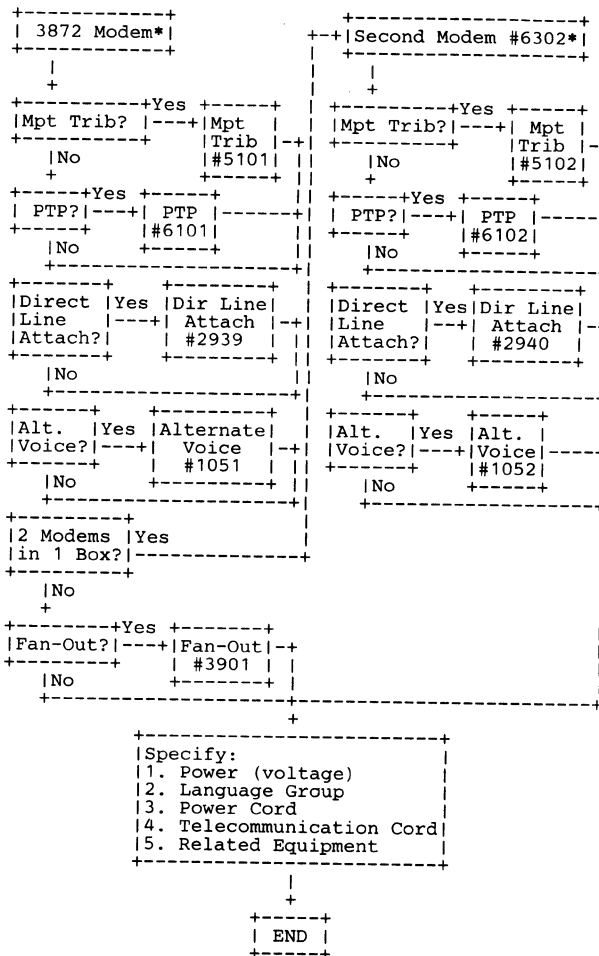 3872 Modem*
Mpt Trib?
Yes
Mpt
Trib
#5101
No
PTP?
Yes
PTP
#6101
No
Direct
Line
Attach?
Yes
Dir Line
Attach
#2939
No
Alt.
Voice?
Yes
Alternate
Voice
#1051
No
2 Modems
in 1 Box?
Yes
No
Fan-Out?
Yes
Fan-Out
#3901
No
Second Modem #6302*
Mpt Trib?
Yes
Mpt
Trib
#5102
No
PTP?
Yes
PTP
#6102
No
Direct
Line
Attach?
Yes
Dir Line
Attach
#2940
No
Alt.
Voice?
Yes
Alt.
Voice
#1052
No
Specify:
1. Power (voltage)
2. Language Group
3. Power Cord
4. Telecommunication Cord
5. Related Equipment
END